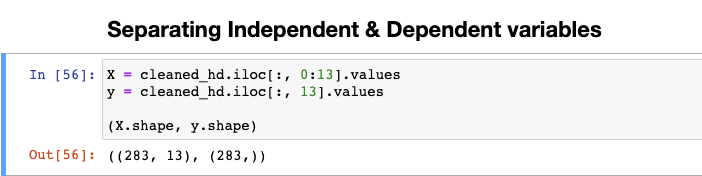 Separating Independent & Dependent variables
In [56]: X = cleaned_hd.iloc[:, 0:13].values
y = cleaned_hd.iloc[:, 13].values
(X.shape, y.shape)
Out[56]: ((283, 13), (283,))